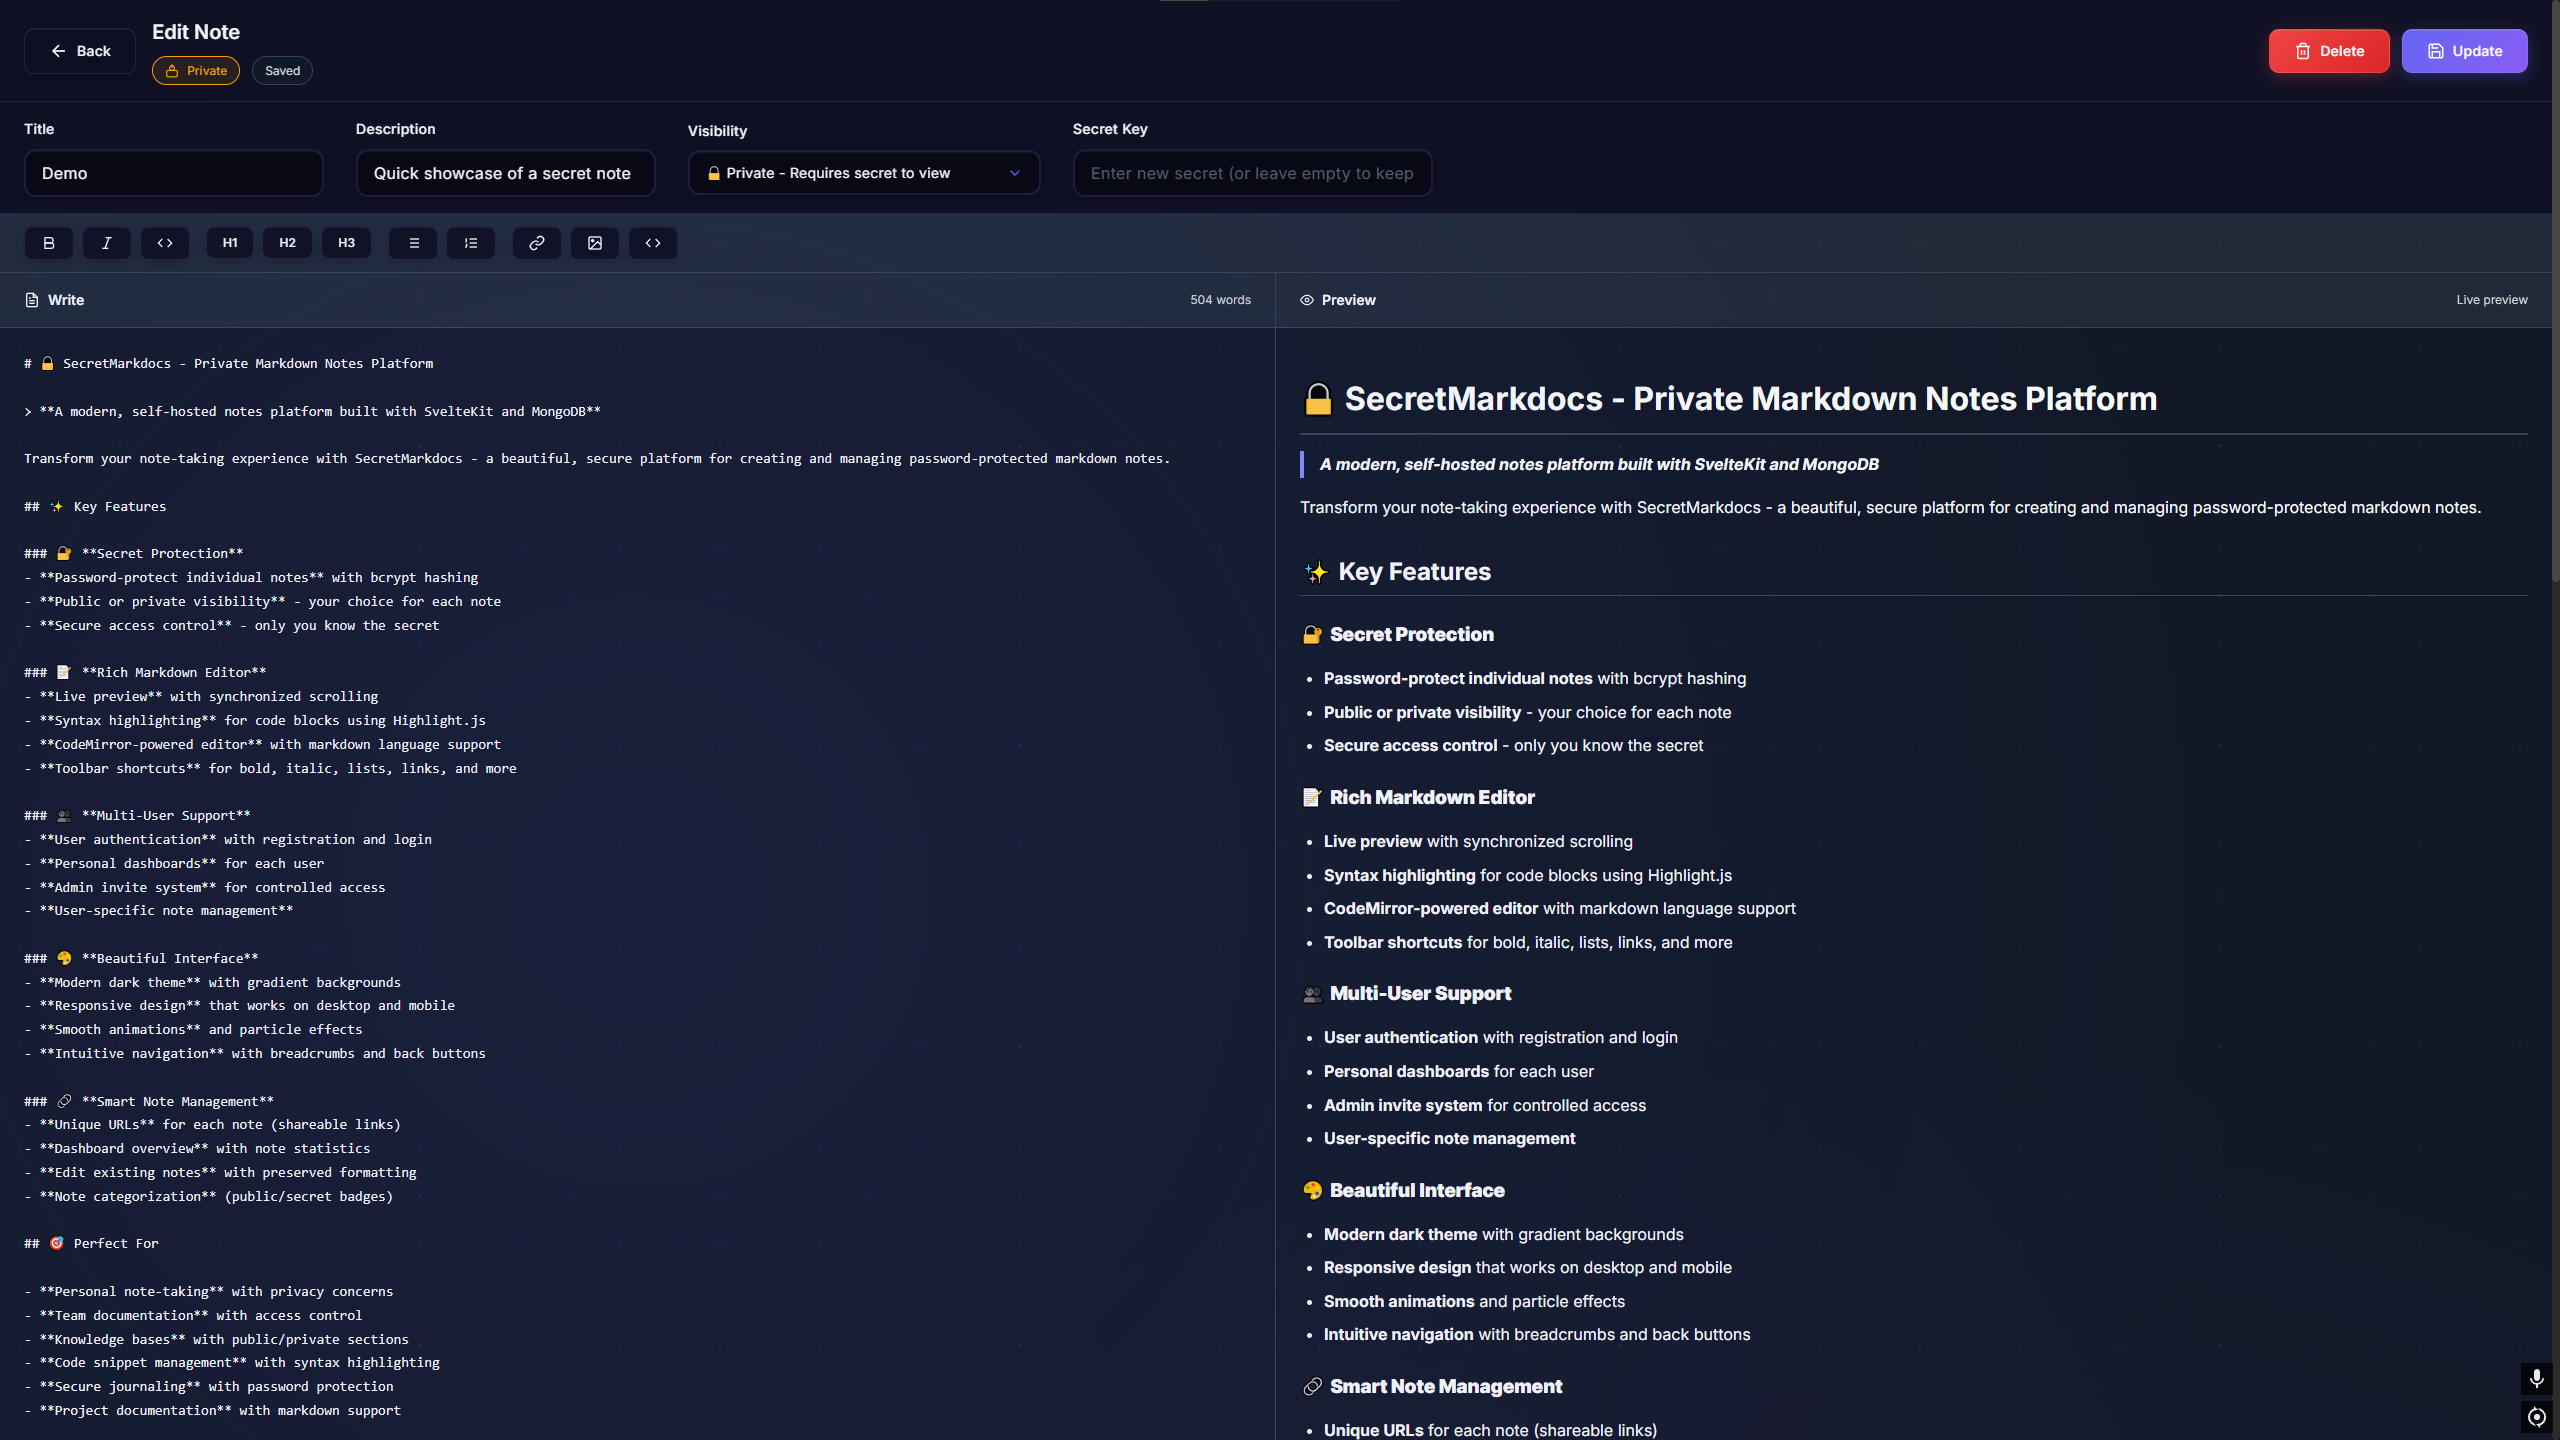 Back
Edit Note
Private
Saved
Delete
Update
Title
Description
Visibility
Secret Key
Demo
Quick showcase of a secret note
🔒 Private - Requires secret to view
Enter new secret (or leave empty to keep
B I <> H1 H2 H3 <>
Write
504 words
# 🔒 SecretMarkdocs - Private Markdown Notes Platform
> **A modern, self-hosted notes platform built with SvelteKit and MongoDB**
Transform your note-taking experience with SecretMarkdocs - a beautiful, secure platform for creating and managing password-protected markdown notes.
## ✨ Key Features
### 🔐 **Secret Protection**
- **Password-protect individual notes** with bcrypt hashing
- **Public or private visibility** - your choice for each note
- **Secure access control** - only you know the secret
### 📝 **Rich Markdown Editor**
- **Live preview** with synchronized scrolling
- **Syntax highlighting** for code blocks using Highlight.js
- **CodeMirror-powered editor** with markdown language support
- **Toolbar shortcuts** for bold, italic, lists, links, and more
### 👥 **Multi-User Support**
- **User authentication** with registration and login
- **Personal dashboards** for each user
- **Admin invite system** for controlled access
- **User-specific note management**
### 🎨 **Beautiful Interface**
- **Modern dark theme** with gradient backgrounds
- **Responsive design** that works on desktop and mobile
- **Smooth animations** and particle effects
- **Intuitive navigation** with breadcrumbs and back buttons
### 🔗 **Smart Note Management**
- **Unique URLs** for each note (shareable links)
- **Dashboard overview** with note statistics
- **Edit existing notes** with preserved formatting
- **Note categorization** (public/secret badges)
## 🎯 Perfect For
- **Personal note-taking** with privacy concerns
- **Team documentation** with access control
- **Knowledge bases** with public/private sections
- **Code snippet management** with syntax highlighting
- **Secure journaling** with password protection
- **Project documentation** with markdown support
Preview
Live preview
🔒 SecretMarkdocs - Private Markdown Notes Platform
A modern, self-hosted notes platform built with SvelteKit and MongoDB
Transform your note-taking experience with SecretMarkdocs - a beautiful, secure platform for creating and managing password-protected markdown notes.
✨ Key Features
🔐 Secret Protection
• Password-protect individual notes with bcrypt hashing
• Public or private visibility - your choice for each note
• Secure access control - only you know the secret
📝 Rich Markdown Editor
• Live preview with synchronized scrolling
• Syntax highlighting for code blocks using Highlight.js
• CodeMirror-powered editor with markdown language support
• Toolbar shortcuts for bold, italic, lists, links, and more
👥 Multi-User Support
• User authentication with registration and login
• Personal dashboards for each user
• Admin invite system for controlled access
• User-specific note management
🎨 Beautiful Interface
• Modern dark theme with gradient backgrounds
• Responsive design that works on desktop and mobile
• Smooth animations and particle effects
• Intuitive navigation with breadcrumbs and back buttons
🔗 Smart Note Management
• Unique URLs for each note (shareable links)